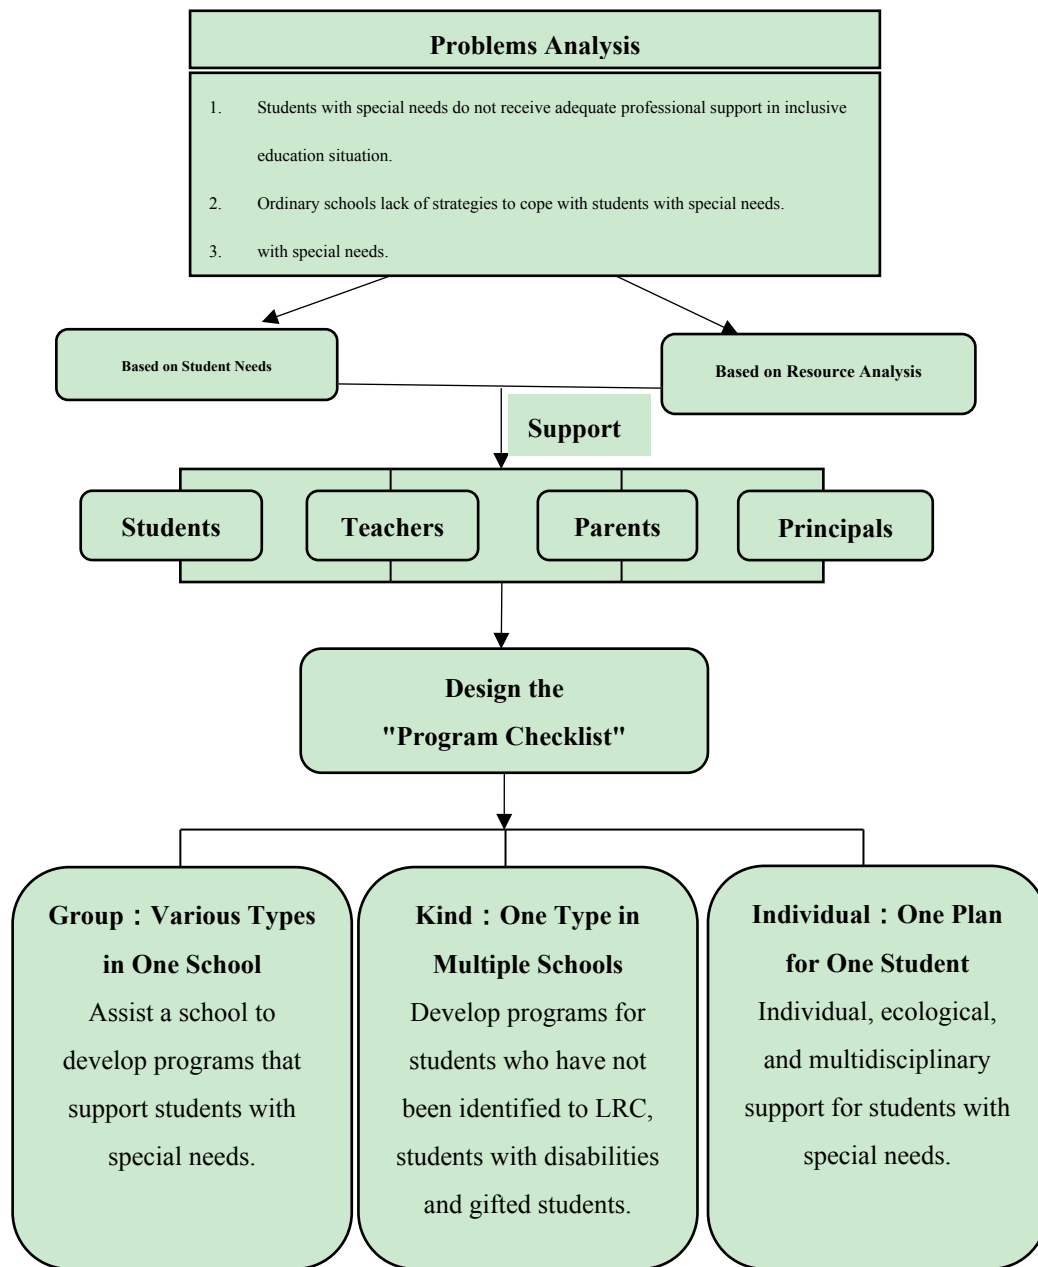 Problems Analysis
1. Students with special needs do not receive adequate professional support in inclusive
education situation.
2. Ordinary schools lack of strategies to cope with students with special needs.
3. with special needs.
Based on Student Needs
Based on Resource Analysis
Support
Students
Teachers
Parents
Principals
Design the
"Program Checklist"
Group：Various Types
in One School
Assist a school to
develop programs that
support students with
special needs.
Kind：One Type in
Multiple Schools
Develop programs for
students who have not
been identified to LRC,
students with disabilities
and gifted students.
Individual：One Plan
for One Student
Individual, ecological,
and multidisciplinary
support for students with
special needs.